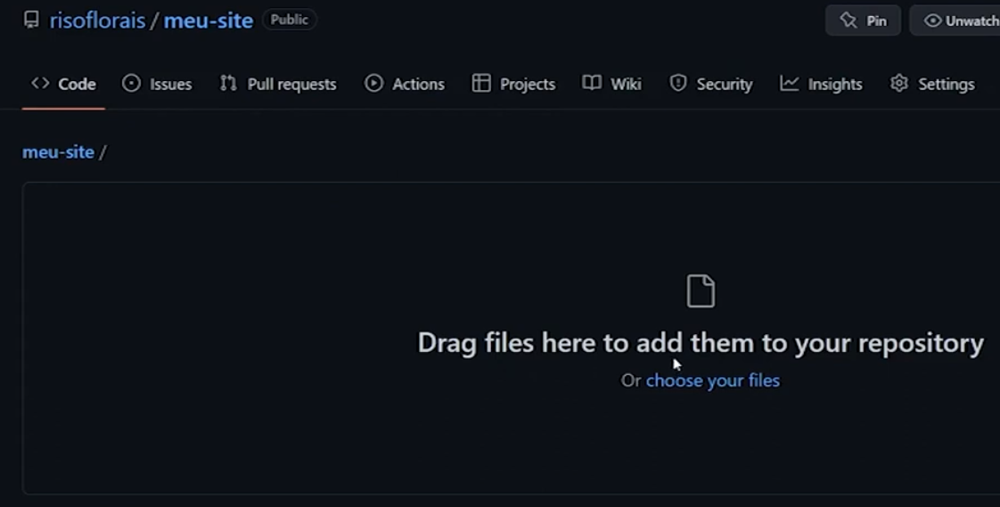 risoflorais / meu-site Public Pin Unwatch
Code Issues Pull requests Actions Projects Wiki Security Insights Settings
meu-site /
Drag files here to add them to your repository
Or choose your files